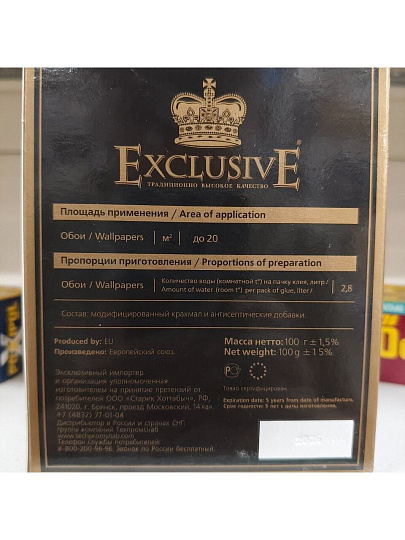 EXCLUSIVE
ТРАДИЦИОННО ВЫСОКОЕ КАЧЕСТВО
Площадь применения / Area of application
Обои / Wallpapers м² до 20
Пропорции приготовления / Proportions of preparation
Обои / Wallpapers Количество воды (комнатной t°) на пачку клея, литр / 2,8
Amount of water (room t°) per pack of glue, liter /
Состав: модифицированный крахмал и антисептические добавки.
Produced by: EU
Произведено: Европейский союз.
Масса нетто: 100 г ± 1,5%
Net weight: 100 g ± 1 5%
Эксклюзивный импортер
и организация уполномоченная
изготовителем на принятие претензий от
потребителей ООО «Старик Хоттабыч», РФ,
241020, г. Брянск, проезд Московский,
+7 (4832) 77-01-04
Дистрибьютор в России и странах СНГ
группа компаний Техпромснаб
www.techpromsnab.com
Телефон службы потребителей:
8-800-200-96-96 Звонок по России бесплатный.
Товар сертифицирован
Expiration date: 5 years from date of manufacture.
Срок годности: 5 лет с даты изготовления.